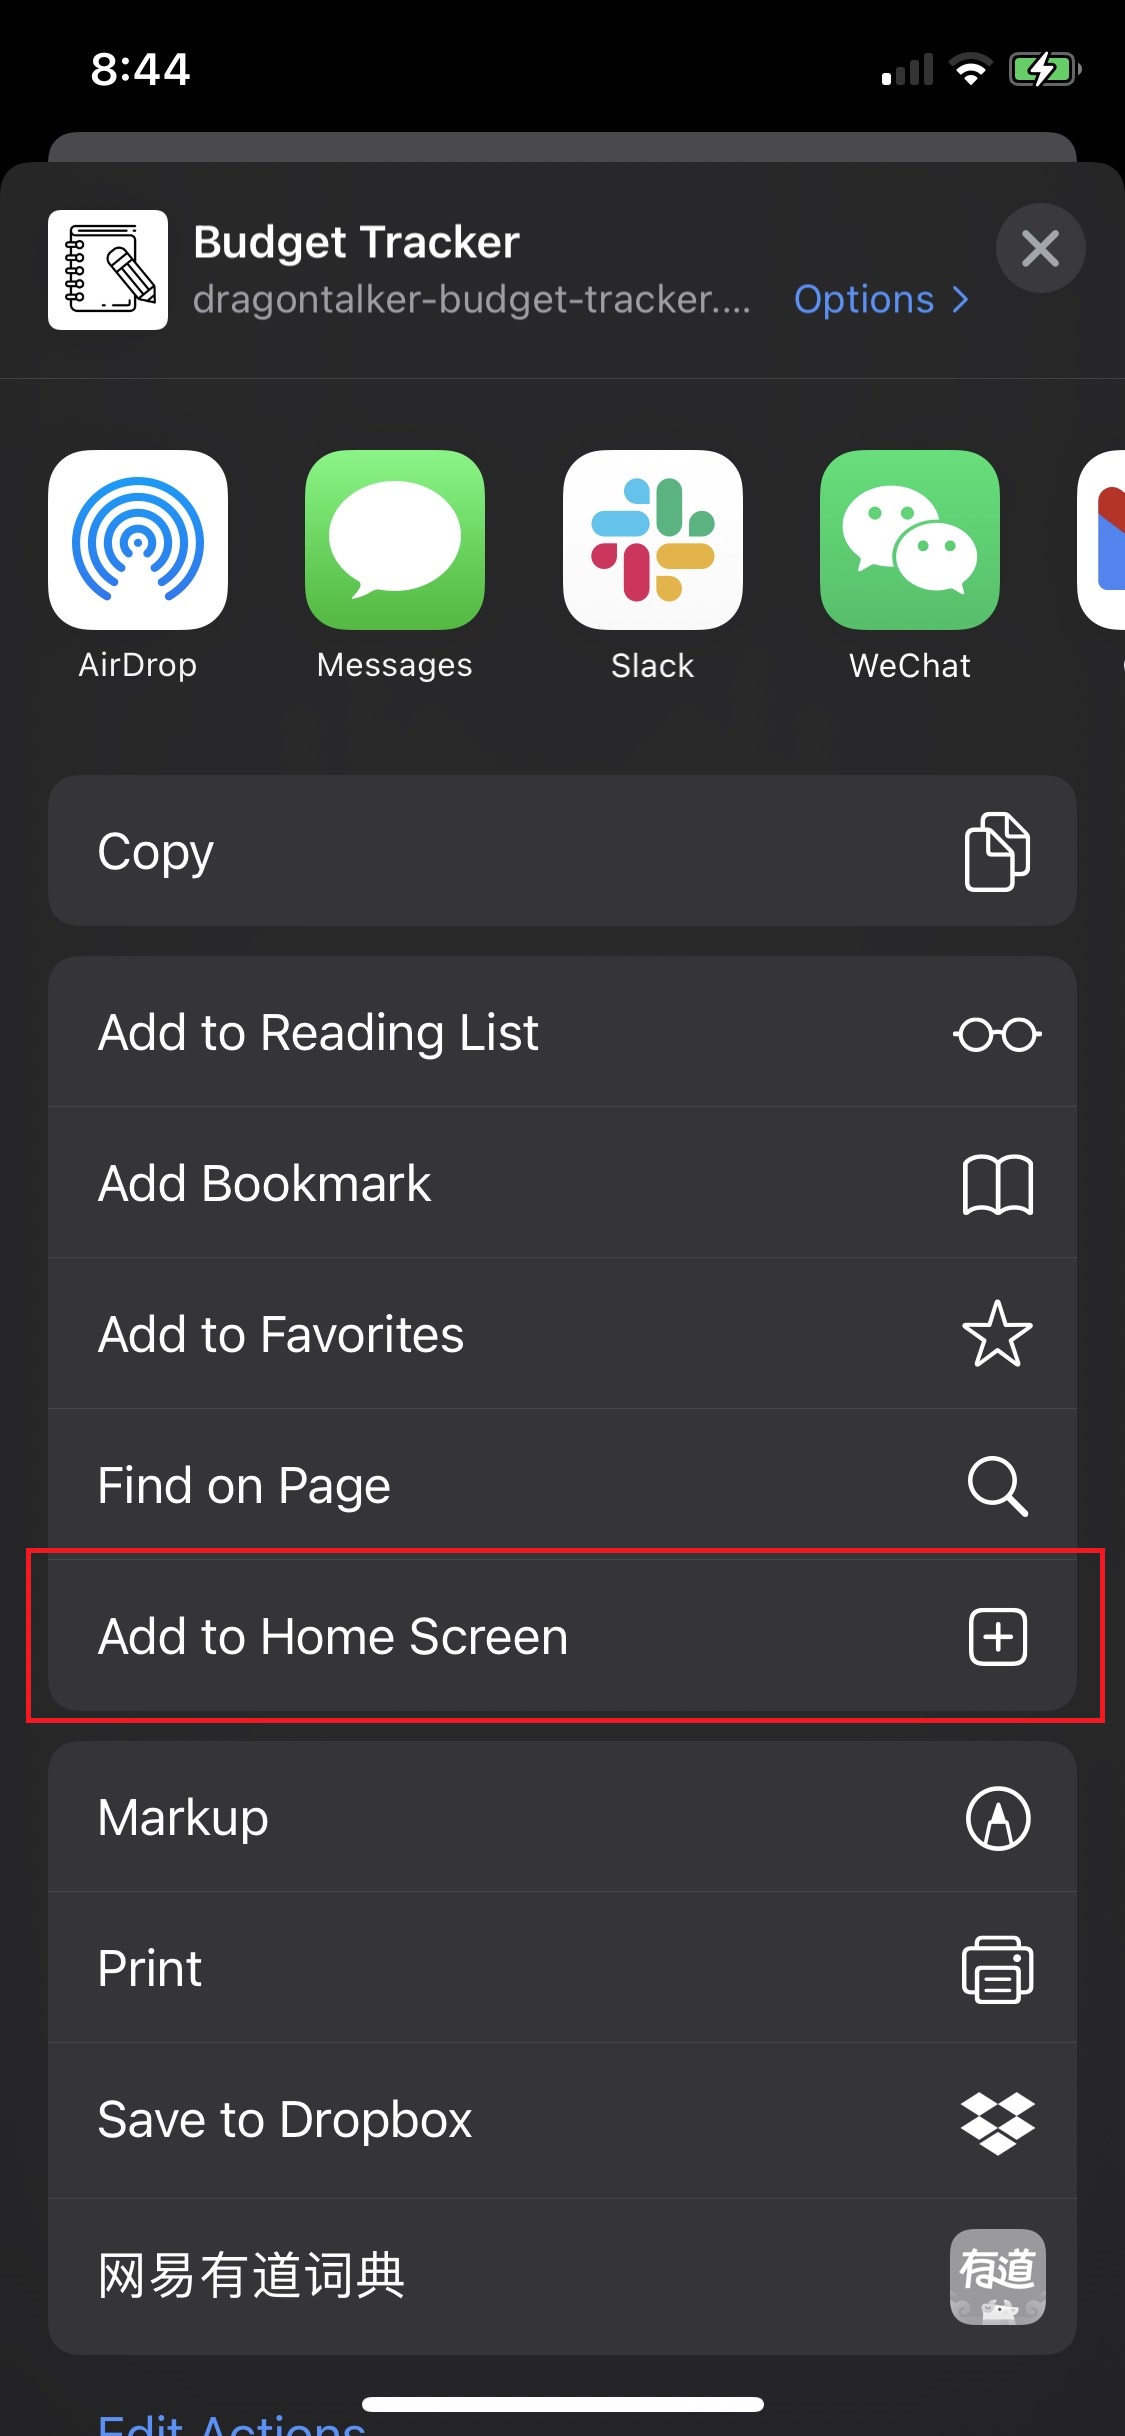 8:44
Budget Tracker
dragontalker-budget-tracker.... Options
AirDrop Messages Slack WeChat
Copy
Add to Reading List
Add Bookmark
Add to Favorites
Find on Page
Add to Home Screen
Markup
Print
Save to Dropbox
网易有道词典
有道
Edit Actions